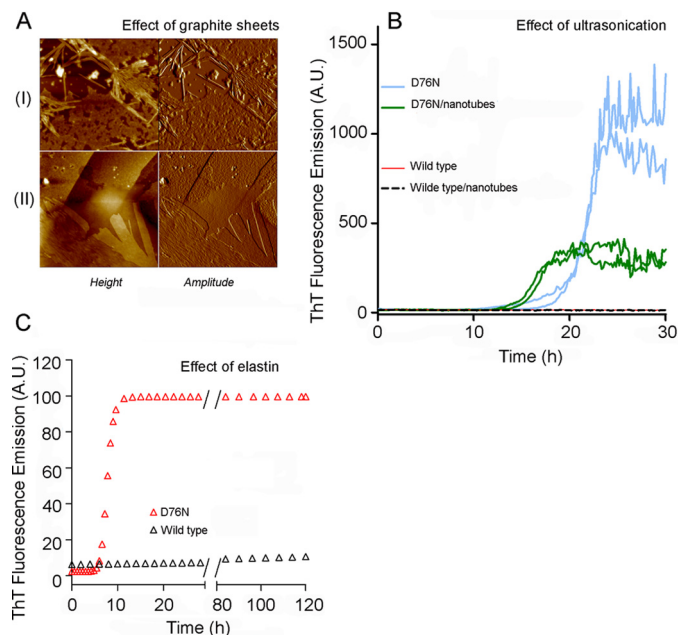 A
Effect of graphite sheets
(I)
(II)
Height
Amplitude
B
Effect of ultrasonication
ThT Fluorescence Emission (A.U.)
1500
1000
500
0
D76N
D76N/nanotubes
Wild type
Wilde type/nanotubes
0
10
20
30
Time (h)
C
Effect of elastin
ThT Fluorescence Emission (A.U.)
120
100
80
60
40
20
0
D76N
Wild type
0
10
20
80
100
120
Time (h)